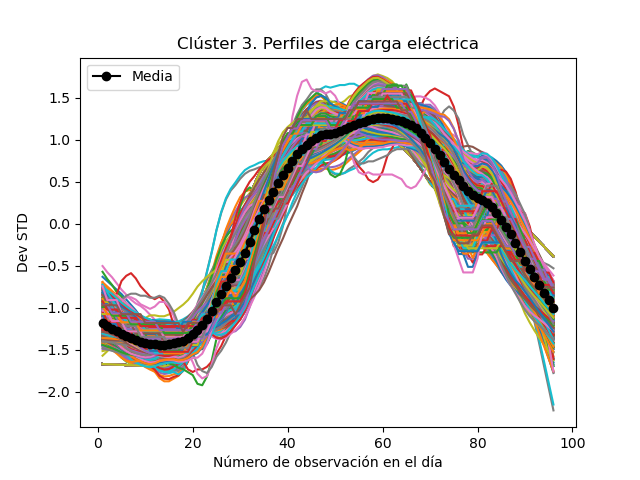 Clúster 3. Perfiles de carga eléctrica
Media
1.5
1.0
0.5
0.0
−0.5
−1.0
−1.5
−2.0
Dev STD
0 20 40 60 80 100
Número de observación en el día